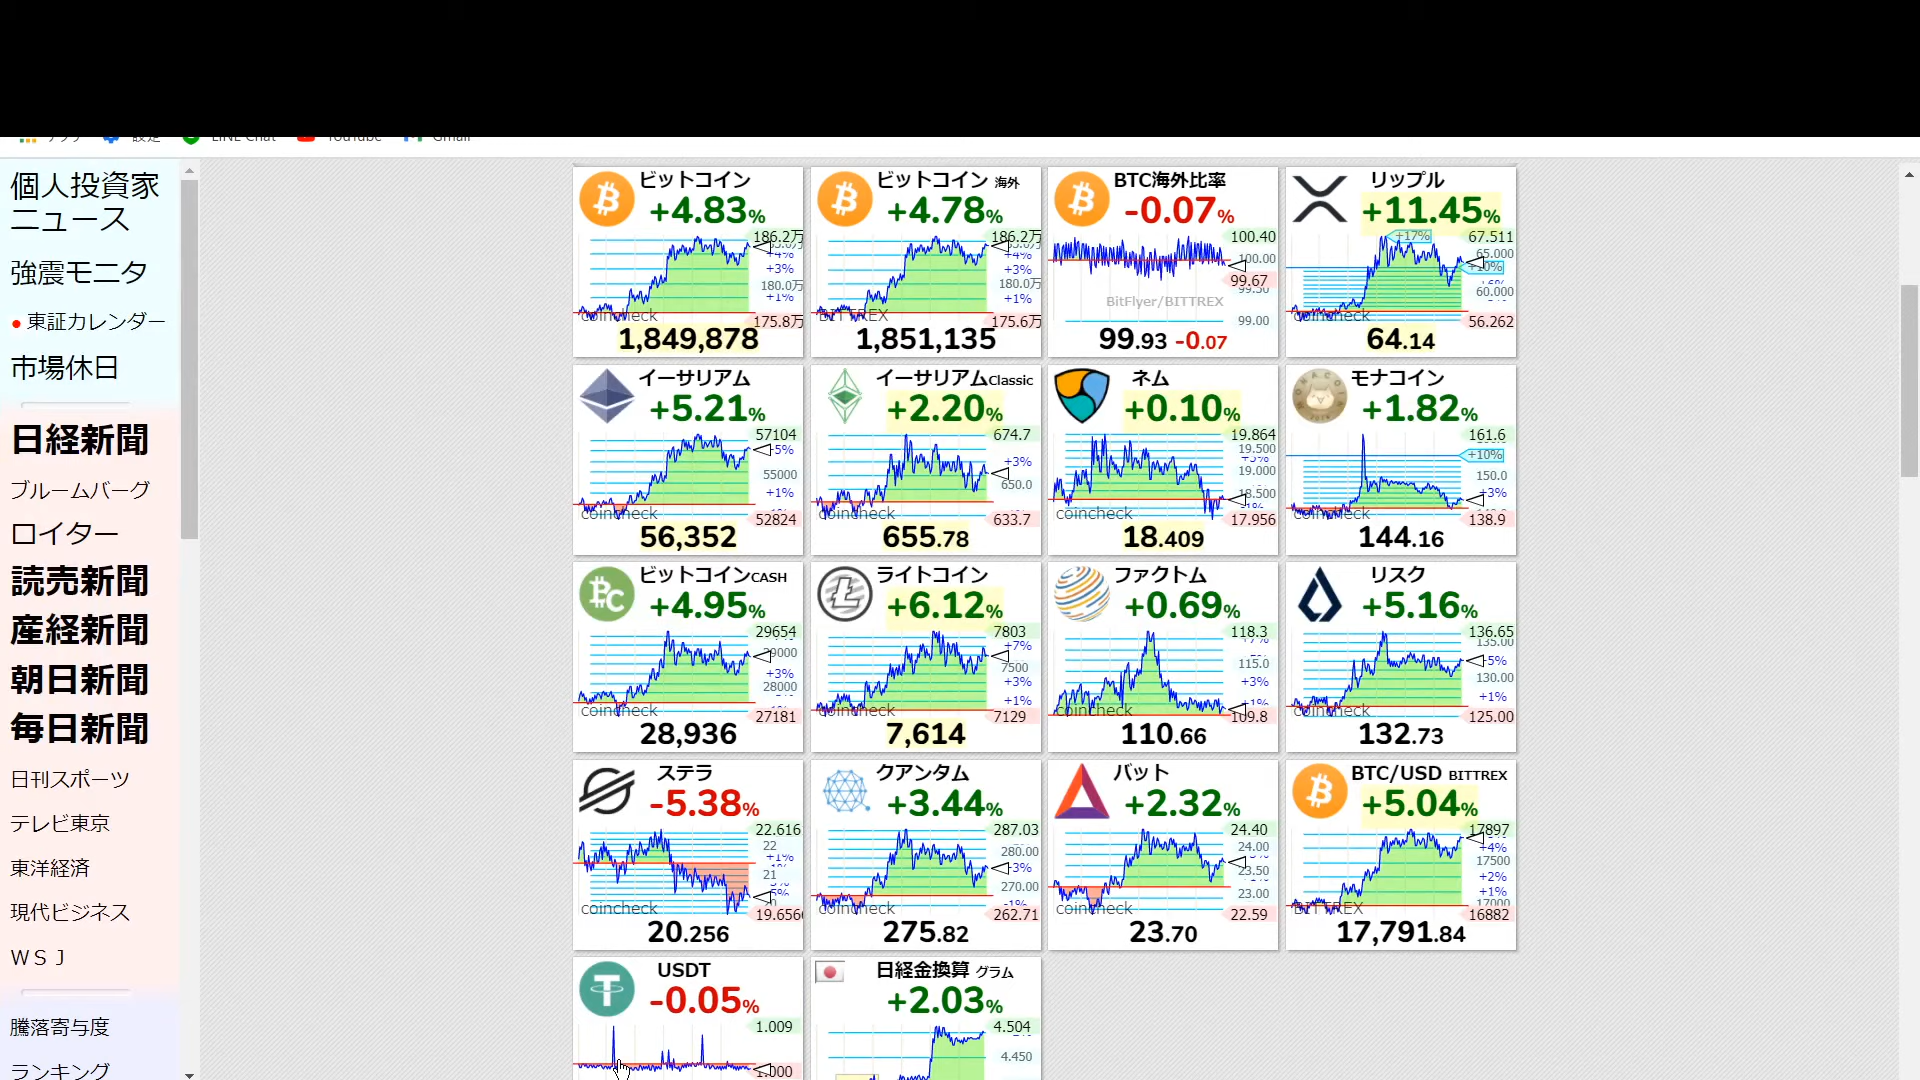 LINE Chat YouTube Gmail
個人投資家
ニュース
強震モニタ
東証カレンダー
市場休日
日経新聞
ブルームバーグ
ロイター
読売新聞
産経新聞
朝日新聞
毎日新聞
日刊スポーツ
テレビ東京
東洋経済
現代ビジネス
ＷＳＪ
騰落寄与度
ランキング
ビットコイン
+4.83%
186.2万
+3%
180.0万
+1%
175.8万
coincheck
1,849,878
ビットコイン 海外
+4.78%
186.2万
+3%
180.0万
+1%
175.6万
BITTREX
1,851,135
BTC海外比率
-0.07%
100.40
100.00
99.67
99.50
BitFlyer/BITTREX
99.00
99.93 -0.07
リップル
+11.45%
+17%
67.511
65.000
+10%
60.000
56.262
coincheck
64.14
イーサリアム
+5.21%
57104
+5%
55000
+1%
52824
coincheck
56,352
イーサリアムClassic
+2.20%
674.7
+3%
650.0
633.7
coincheck
655.78
ネム
+0.10%
19.864
19.500
19.000
18.500
17.956
coincheck
18.409
モナコイン
+1.82%
161.6
+10%
150.0
+3%
138.9
coincheck
144.16
ビットコインCASH
+4.95%
29654
29000
+3%
28000
27181
coincheck
28,936
ライトコイン
+6.12%
7803
+7%
7500
+3%
+1%
7129
coincheck
7,614
ファクトム
+0.69%
118.3
+7%
115.0
+3%
+1%
109.8
coincheck
110.66
リスク
+5.16%
136.65
135.00
+5%
130.00
+1%
125.00
coincheck
132.73
ステラ
-5.38%
22.616
22
+1%
21
19.656
coincheck
20.256
クアンタム
+3.44%
287.03
280.00
+3%
270.00
262.71
coincheck
275.82
バット
+2.32%
24.40
24.00
23.50
23.00
22.59
coincheck
23.70
BTC/USD BITTREX
+5.04%
17897
+4%
17500
+2%
+1%
17000
16882
BITTREX
17,791.84
USDT
-0.05%
1.009
1.000
日経金換算 グラム
+2.03%
4.504
4.450